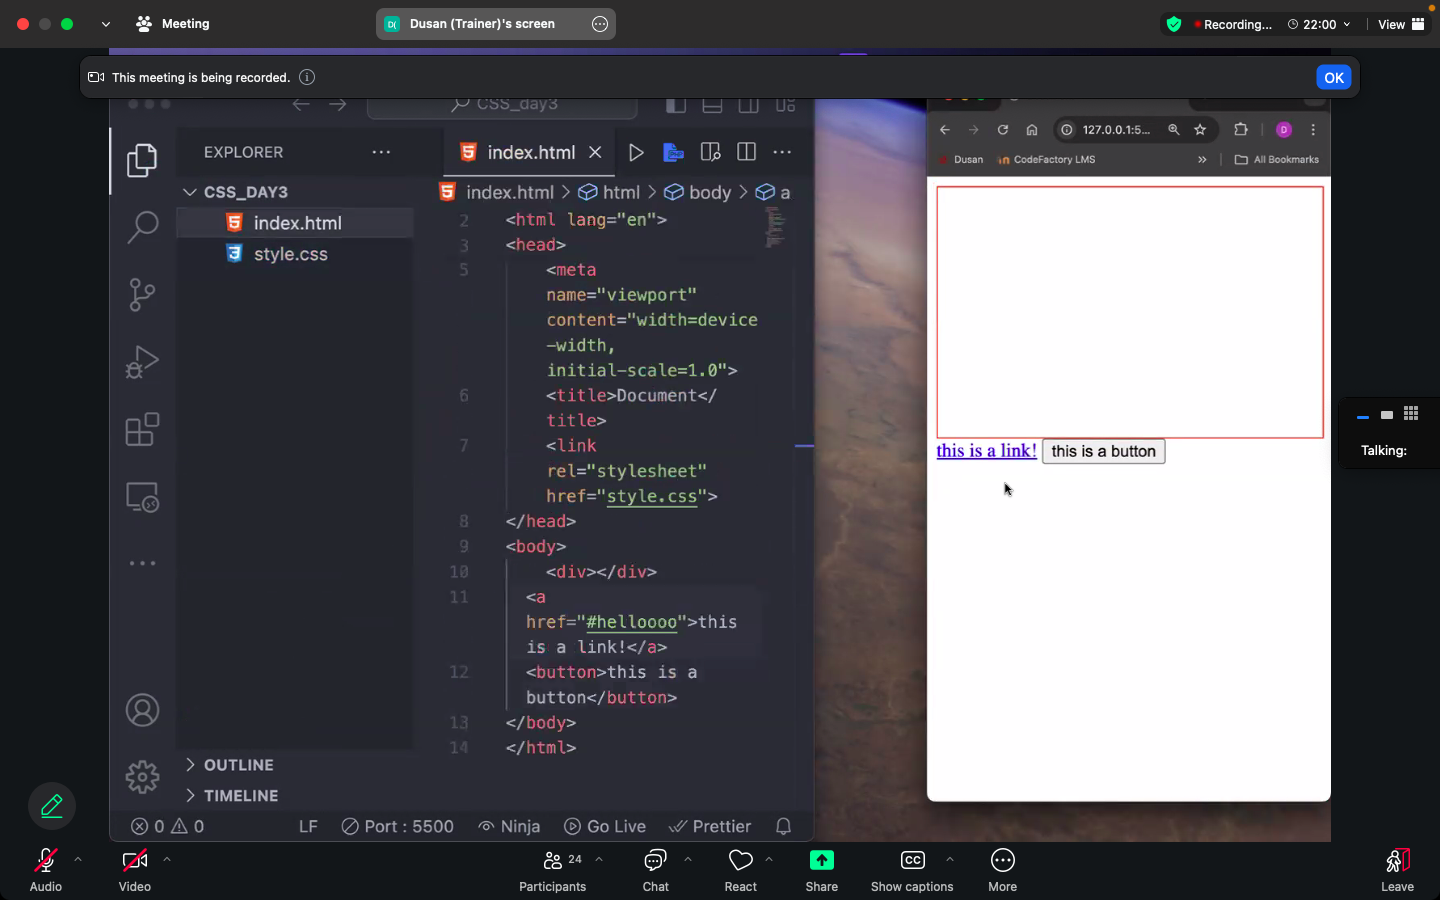 Meeting
D( Dusan (Trainer)'s screen
Recording...
22:00
View
This meeting is being recorded.
OK
CSS_day3
EXPLORER
index.html
127.0.0.1:5...
D
Dusan
CodeFactory LMS
All Bookmarks
CSS_DAY3
index.html
style.css
index.html > html > body > a
2 <html lang="en">
3 <head>
5 <meta
name="viewport"
content="width=device
-width,
initial-scale=1.0">
6 <title>Document</
title>
7 <link
rel="stylesheet"
href="style.css">
8 </head>
9 <body>
10 <div></div>
11 <a
href="#helloooo">this
is a link!</a>
12 <button>this is a
button</button>
13 </body>
14 </html>
OUTLINE
TIMELINE
0 0
LF
Port : 5500
Ninja
Go Live
Prettier
this is a link!
this is a button
Talking:
Audio
Video
24
Participants
Chat
React
Share
CC
Show captions
More
Leave